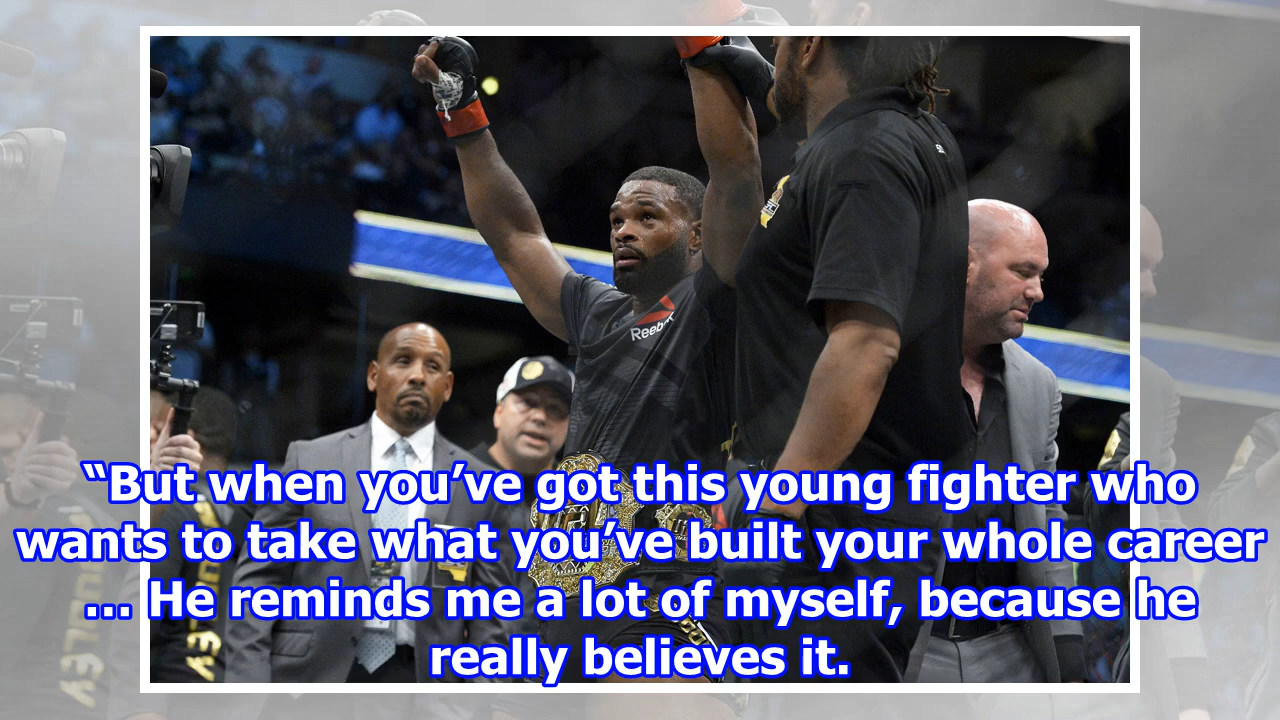 Reebok
“But when you’ve got this young fighter who
wants to take what you’ve built your whole career
... He reminds me a lot of myself, because he
really believes it.